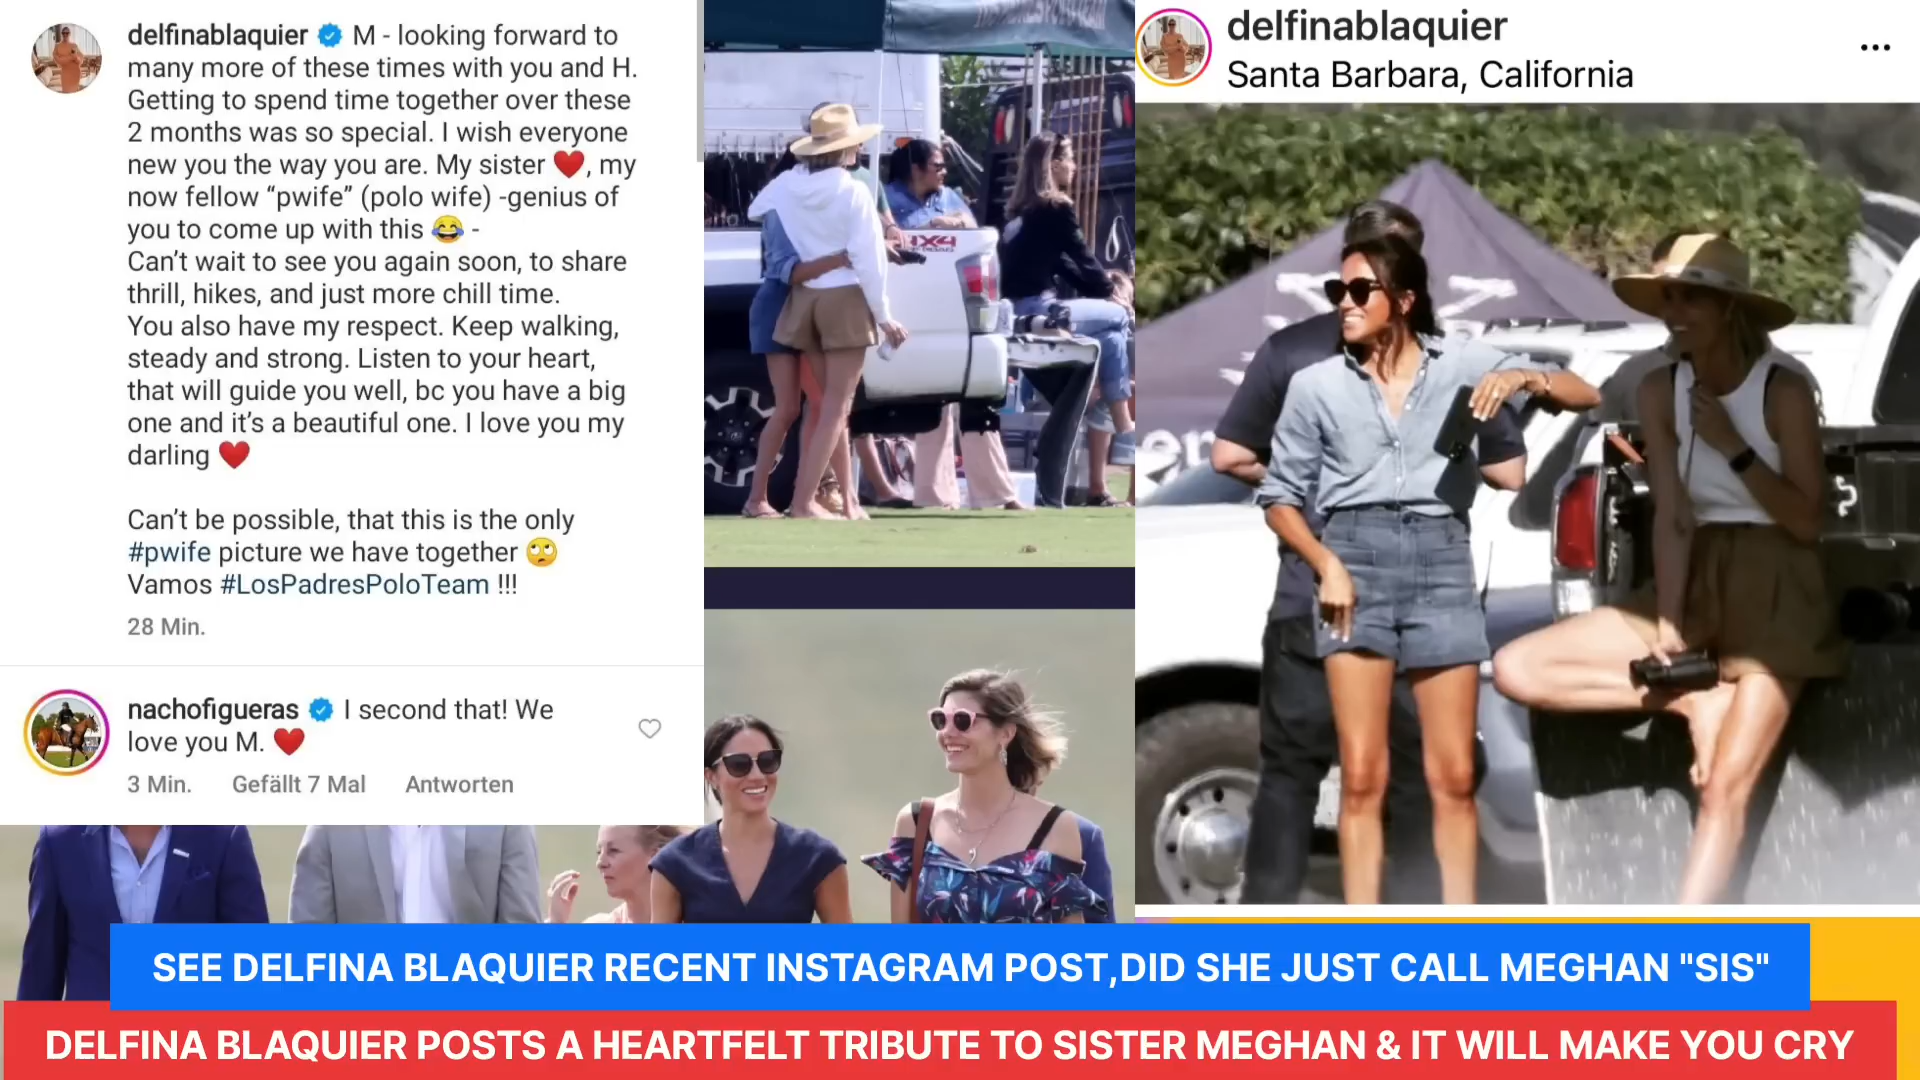 delfinablaquier M - looking forward to
many more of these times with you and H.
Getting to spend time together over these
2 months was so special. I wish everyone
new you the way you are. My sister ❤️, my
now fellow “pwife” (polo wife) -genius of
you to come up with this 😂 -
Can’t wait to see you again soon, to share
thrill, hikes, and just more chill time.
You also have my respect. Keep walking,
steady and strong. Listen to your heart,
that will guide you well, bc you have a big
one and it’s a beautiful one. I love you my
darling ❤️
Can’t be possible, that this is the only
#pwife picture we have together 🙄
Vamos #LosPadresPoloTeam !!!
28 Min.
nachofigueras I second that! We
love you M. ❤️
3 Min. Gefällt 7 Mal Antworten
4X4
delfinablaquier
Santa Barbara, California
SEE DELFINA BLAQUIER RECENT INSTAGRAM POST,DID SHE JUST CALL MEGHAN "SIS"
DELFINA BLAQUIER POSTS A HEARTFELT TRIBUTE TO SISTER MEGHAN & IT WILL MAKE YOU CRY